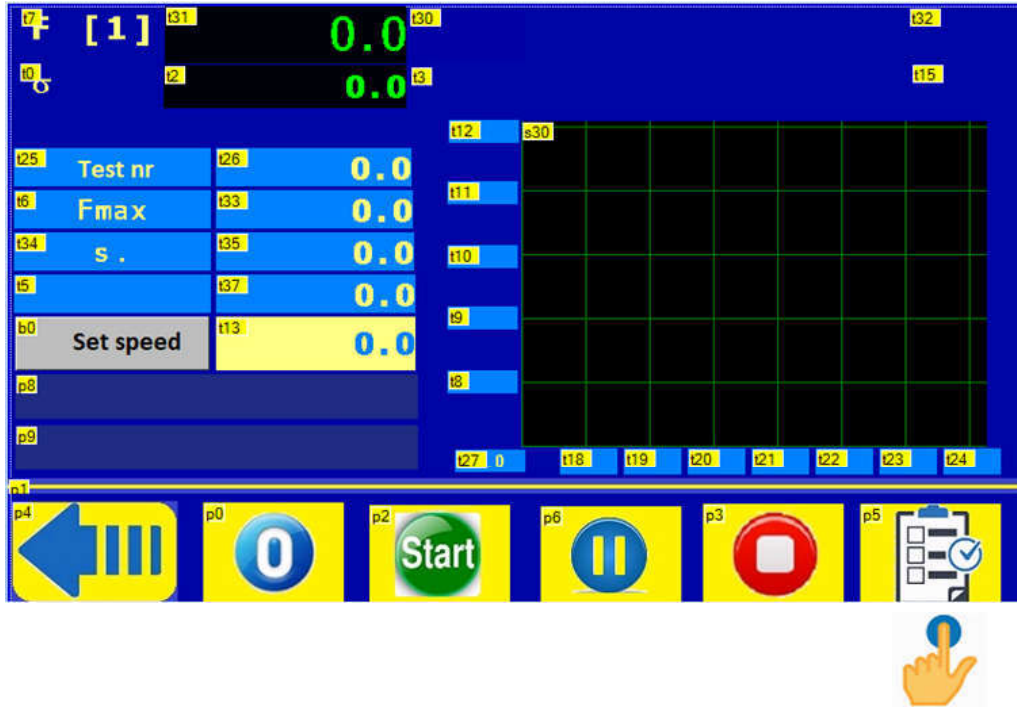 t7 F [1] t31 0.0 t30 t32
t0 σ t2 0.0 t3 t15
t12 s30
t25 Test nr t26 0.0
t6 Fmax t33 0.0 t11
t34 s . t35 0.0 t10
t5 t37 0.0
b0 Set speed t13 0.0 t9
p8 t8
p9
t27 0 t18 t19 t20 t21 t22 t23 t24
p1
p4 p0 0 p2 Start p6 p3 p5